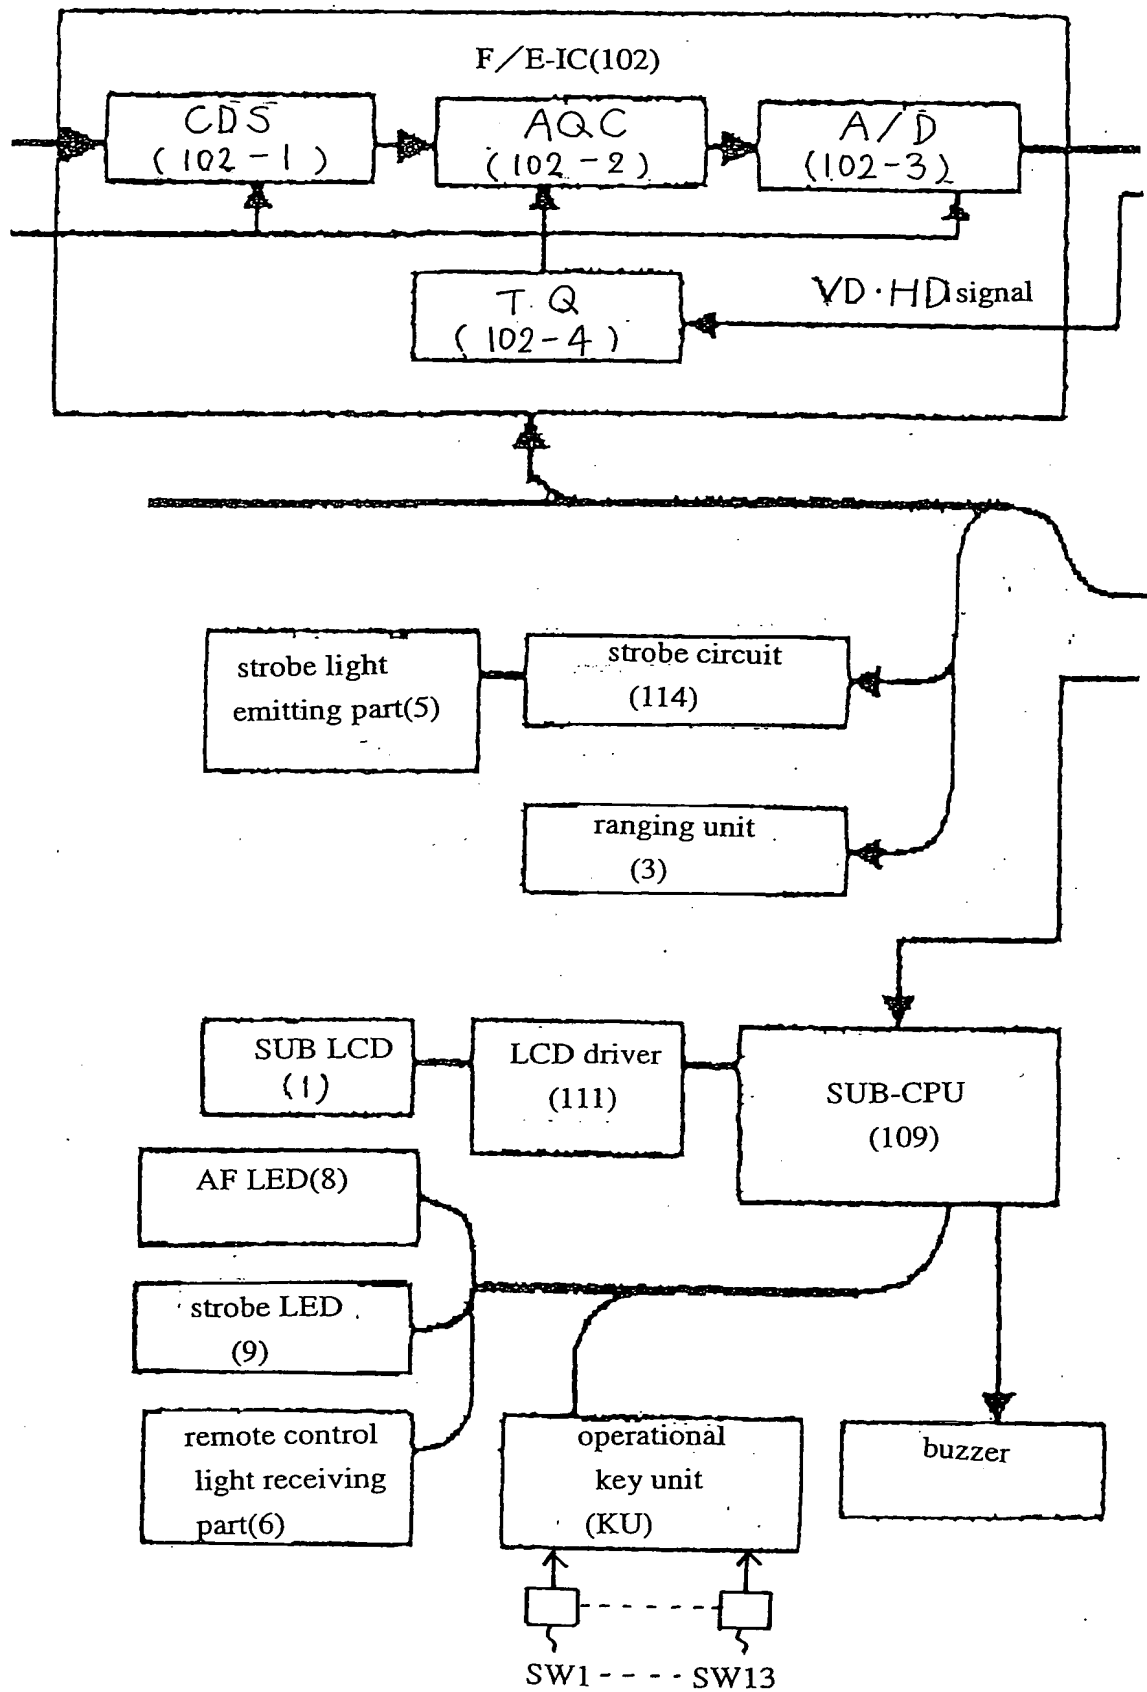 F/E-IC(102)
CDS
(102-1)
AQC
(102-2)
A/D
(102-3)
T.Q
(102-4)
VD·HD signal
strobe light
emitting part(5)
strobe circuit
(114)
ranging unit
(3)
SUB LCD
(1)
LCD driver
(111)
SUB-CPU
(109)
AF LED(8)
strobe LED
(9)
remote control
light receiving
part(6)
operational
key unit
(KU)
buzzer
SW1 - - - - SW13